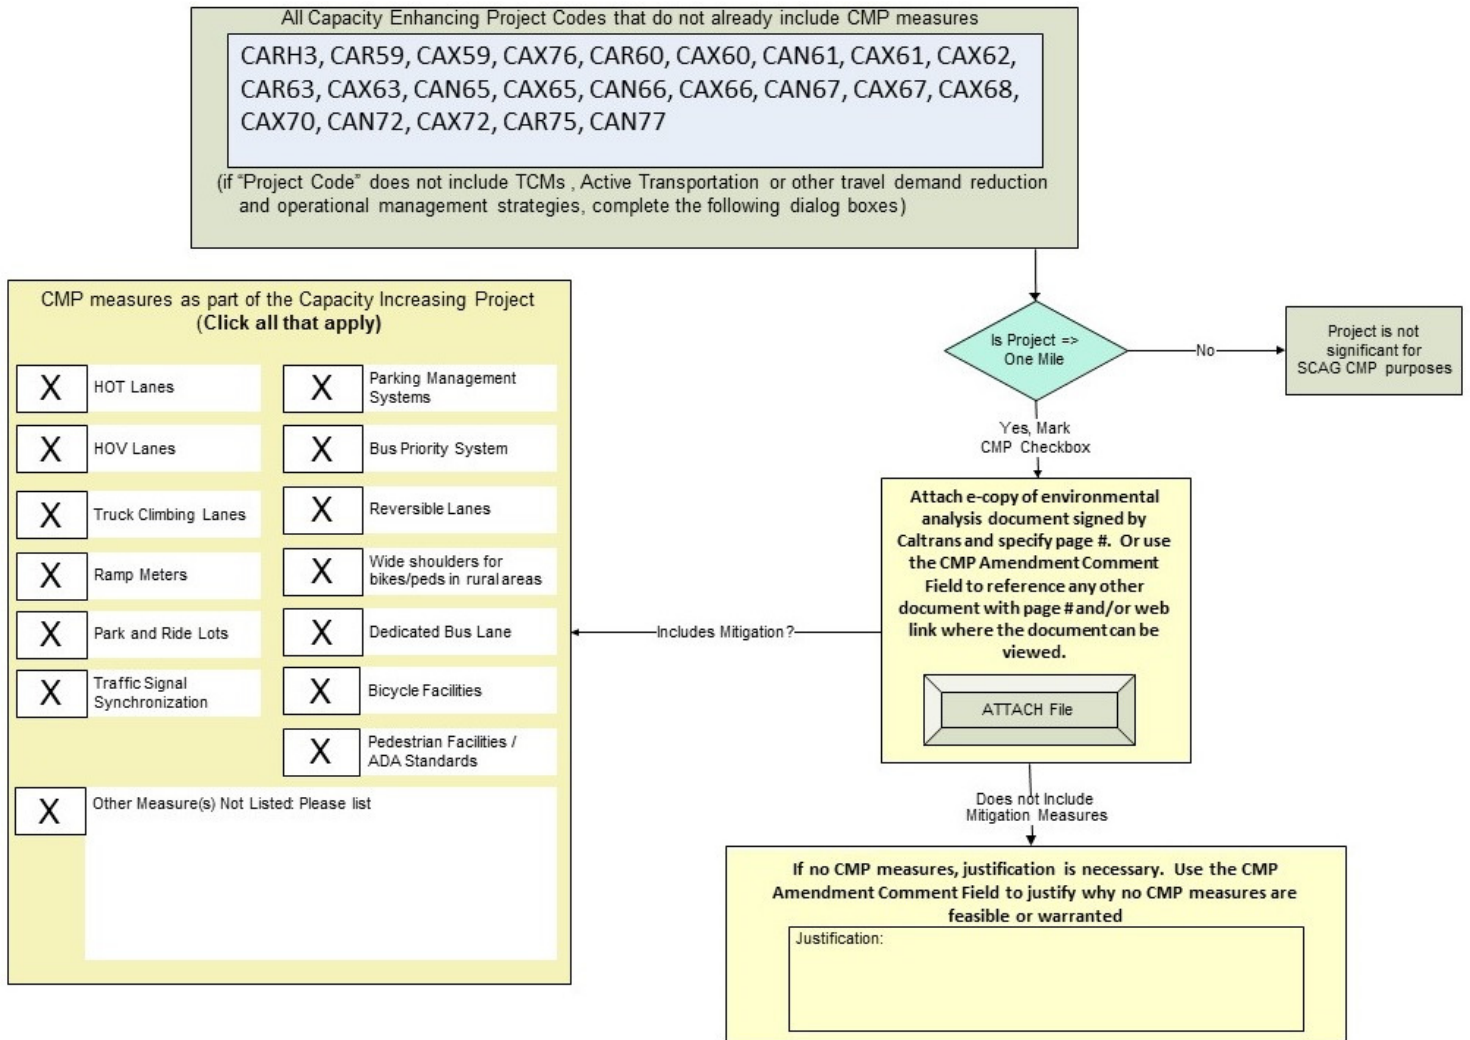 All Capacity Enhancing Project Codes that do not already include CMP measures
CARH3, CAR59, CAX59, CAX76, CAR60, CAX60, CAN61, CAX61, CAX62,
CAR63, CAX63, CAN65, CAX65, CAN66, CAX66, CAN67, CAX67, CAX68,
CAX70, CAN72, CAX72, CAR75, CAN77
(if “Project Code” does not include TCMs , Active Transportation or other travel demand reduction
and operational management strategies, complete the following dialog boxes)
Is Project =>
One Mile
No
Project is not
significant for
SCAG CMP purposes
Yes, Mark
CMP Checkbox
Attach e-copy of environmental
analysis document signed by
Caltrans and specify page #. Or use
the CMP Amendment Comment
Field to reference any other
document with page # and/or web
link where the document can be
viewed.
ATTACH File
Includes Mitigation?
CMP measures as part of the Capacity Increasing Project
(Click all that apply)
X HOT Lanes
X HOV Lanes
X Truck Climbing Lanes
X Ramp Meters
X Park and Ride Lots
X Traffic Signal
Synchronization
X Parking Management
Systems
X Bus Priority System
X Reversible Lanes
X Wide shoulders for
bikes/peds in rural areas
X Dedicated Bus Lane
X Bicycle Facilities
X Pedestrian Facilities /
ADA Standards
X Other Measure(s) Not Listed: Please list
Does not Include
Mitigation Measures
If no CMP measures, justification is necessary. Use the CMP
Amendment Comment Field to justify why no CMP measures are
feasible or warranted
Justification: